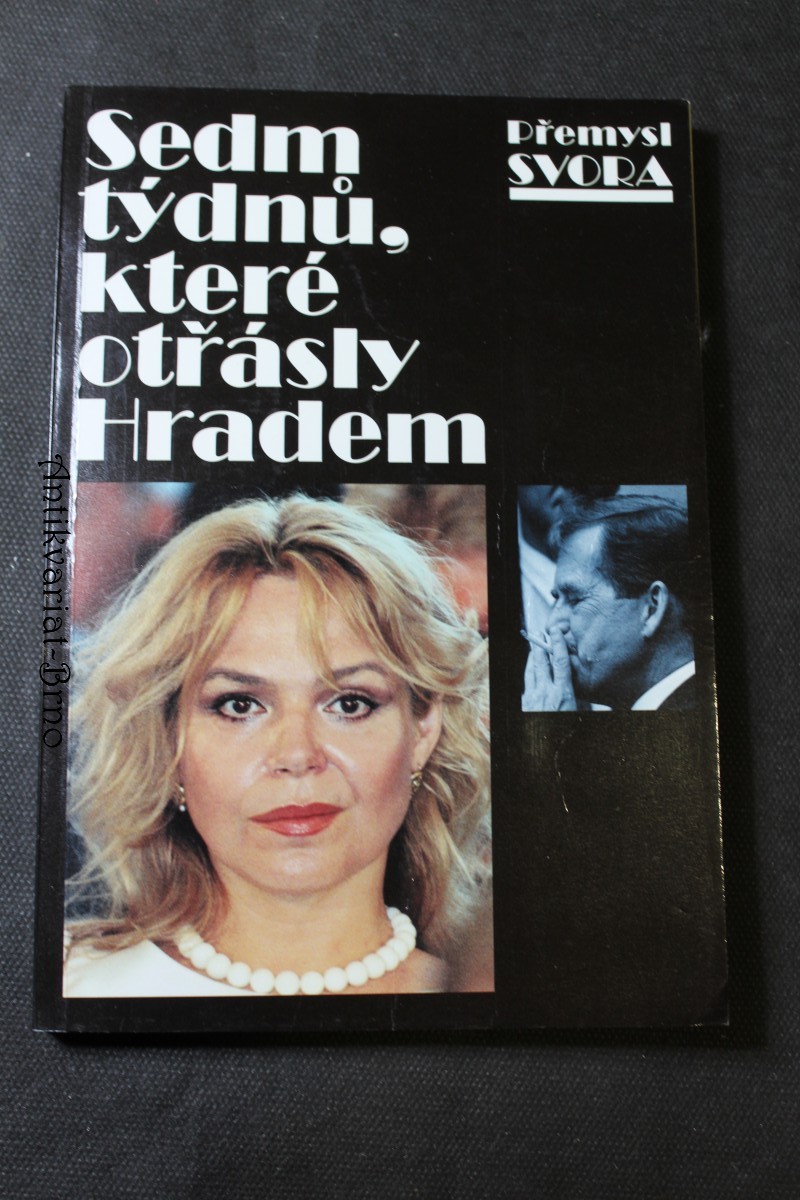 Sedm
týdnů,
které
otřásly
Hradem
Přemysl
SVORA
Antikvariat-Brno